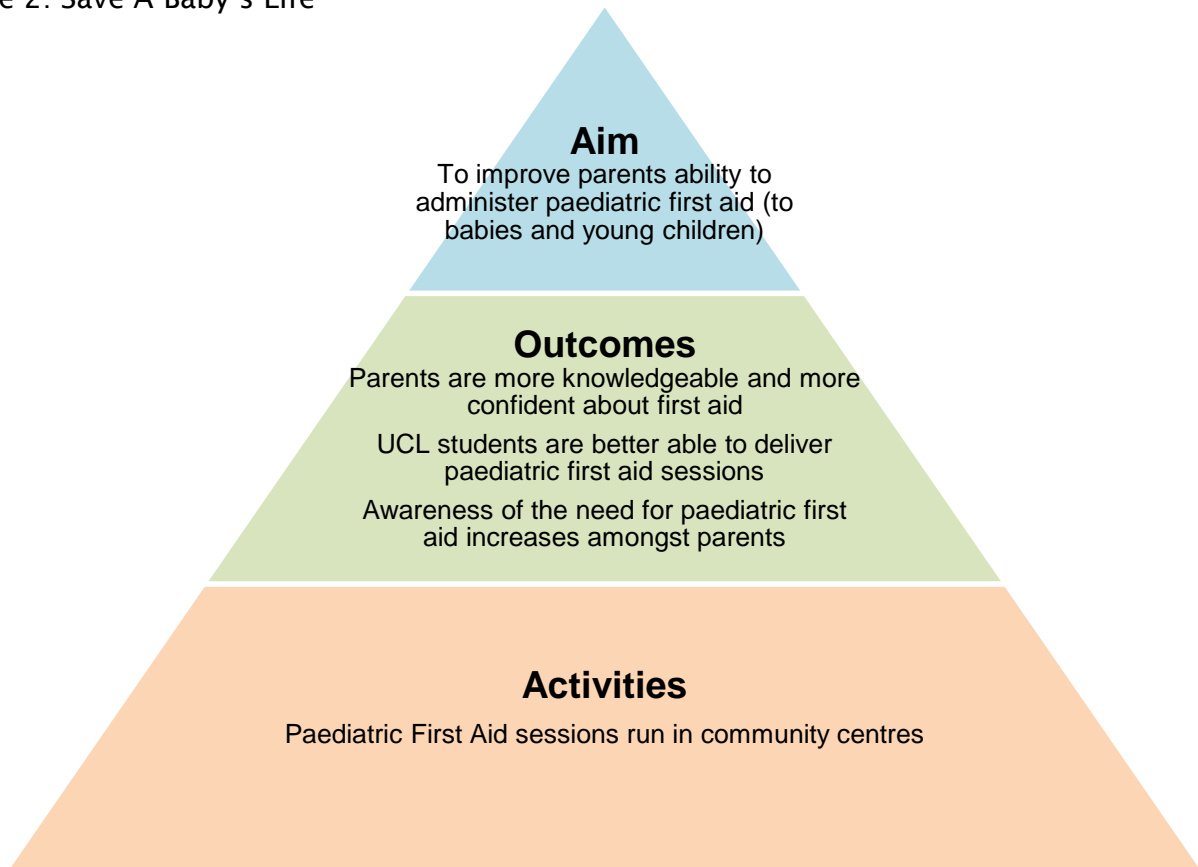 e 2: Save A Baby's Life
Aim
To improve parents ability to
administer paediatric first aid (to
babies and young children)
Outcomes
Parents are more knowledgeable and more
confident about first aid
UCL students are better able to deliver
paediatric first aid sessions
Awareness of the need for paediatric first
aid increases amongst parents
Activities
Paediatric First Aid sessions run in community centres